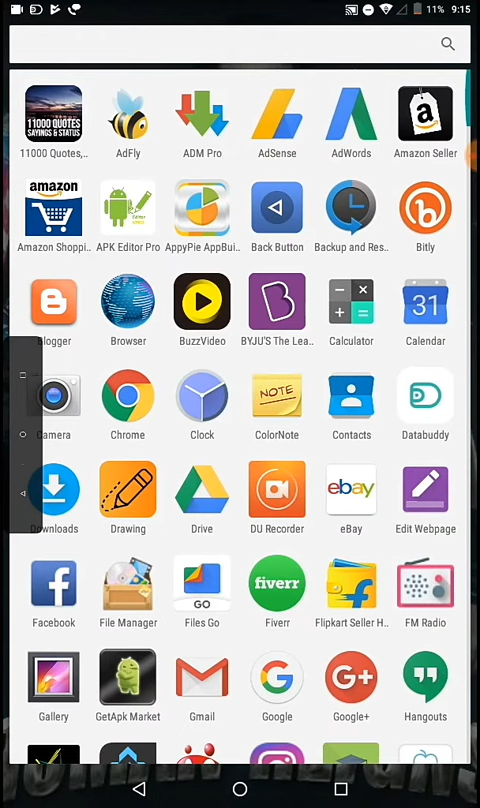 11% 9:15
11000 QUOTES
SAYINGS & STATUS
a
11000 Quotes,..
AdFly
ADM Pro
AdSense
AdWords
Amazon Seller
amazon
Editor
b
Amazon Shoppi..
APK Editor Pro
AppyPie AppBui..
Back Button
Backup and Res..
Bitly
B
31
Blogger
Browser
BuzzVideo
BYJU'S The Lea..
Calculator
Calendar
NOTE
D
Camera
Chrome
Clock
ColorNote
Contacts
Databuddy
ebay
Downloads
Drawing
Drive
DU Recorder
eBay
Edit Webpage
f
GO
fiverr
f
Facebook
File Manager
Files Go
Fiverr
Flipkart Seller H..
FM Radio
G
G+
Gallery
GetApk Market
Gmail
Google
Google+
Hangouts